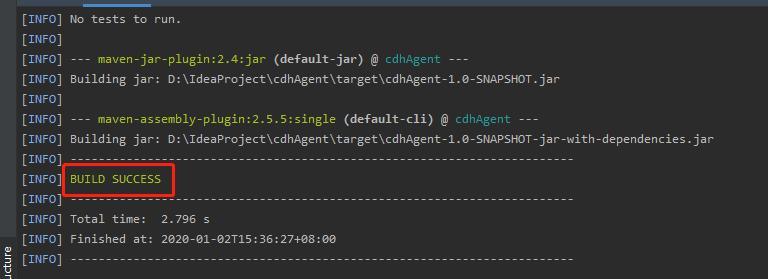 [INFO] No tests to run.
[INFO]
[INFO] --- maven-jar-plugin:2.4:jar (default-jar) @ cdhAgent ---
[INFO] Building jar: D:\IdeaProject\cdhAgent\target\cdhAgent-1.0-SNAPSHOT.jar
[INFO]
[INFO] --- maven-assembly-plugin:2.5.5:single (default-cli) @ cdhAgent ---
[INFO] Building jar: D:\IdeaProject\cdhAgent\target\cdhAgent-1.0-SNAPSHOT-jar-with-dependencies.jar
[INFO] ------------------------------------------------------------------------
[INFO] BUILD SUCCESS
[INFO] ------------------------------------------------------------------------
[INFO] Total time:  2.796 s
[INFO] Finished at: 2020-01-02T15:36:27+08:00
[INFO] ------------------------------------------------------------------------